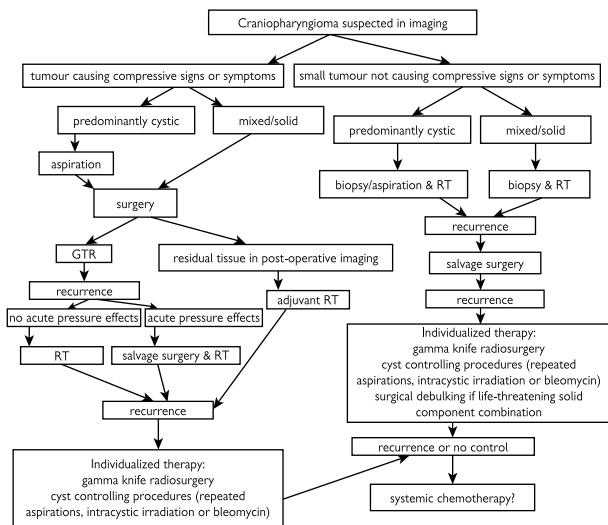 Craniopharyngioma suspected in imaging
tumour causing compressive signs or symptoms
small tumour not causing compressive signs or symptoms
predominantly cystic
mixed/solid
predominantly cystic
mixed/solid
aspiration
biopsy/aspiration & RT
biopsy & RT
surgery
recurrence
GTR
residual tissue in post-operative imaging
salvage surgery
recurrence
adjuvant RT
recurrence
no acute pressure effects
acute pressure effects
RT
salvage surgery & RT
Individualized therapy:
gamma knife radiosurgery
cyst controlling procedures (repeated
aspirations, intracystic irradiation or bleomycin)
surgical debulking if life-threatening solid
component combination
recurrence
recurrence or no control
Individualized therapy:
gamma knife radiosurgery
cyst controlling procedures (repeated
aspirations, intracystic irradiation or bleomycin)
systemic chemotherapy?